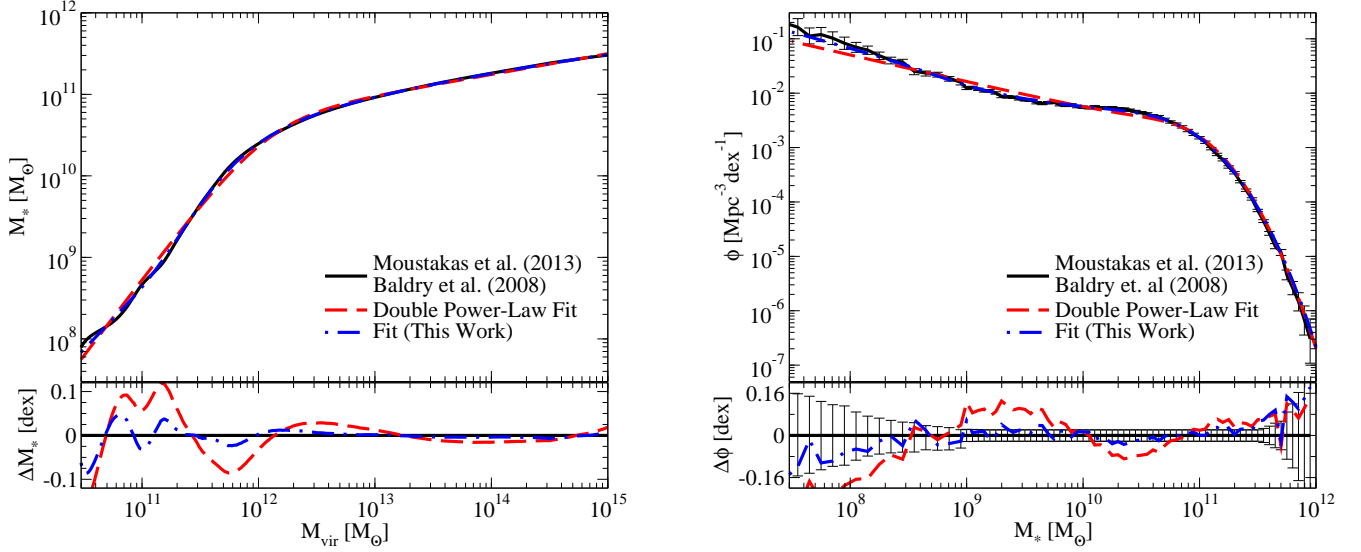 10^12
10^11
10^10
10^9
10^8
M_* [M_⊙]
Moustakas et al. (2013)
Baldry et. al (2008)
Double Power-Law Fit
Fit (This Work)
0.1
0
-0.1
ΔM_* [dex]
10^11
10^12
10^13
10^14
10^15
M_vir [M_⊙]
10^-1
10^-2
10^-3
10^-4
10^-5
10^-6
10^-7
ϕ [Mpc^-3 dex^-1]
Moustakas et al. (2013)
Baldry et. al (2008)
Double Power-Law Fit
Fit (This Work)
0.16
0
-0.16
Δϕ [dex]
10^8
10^9
10^10
10^11
10^12
M_* [M_⊙]